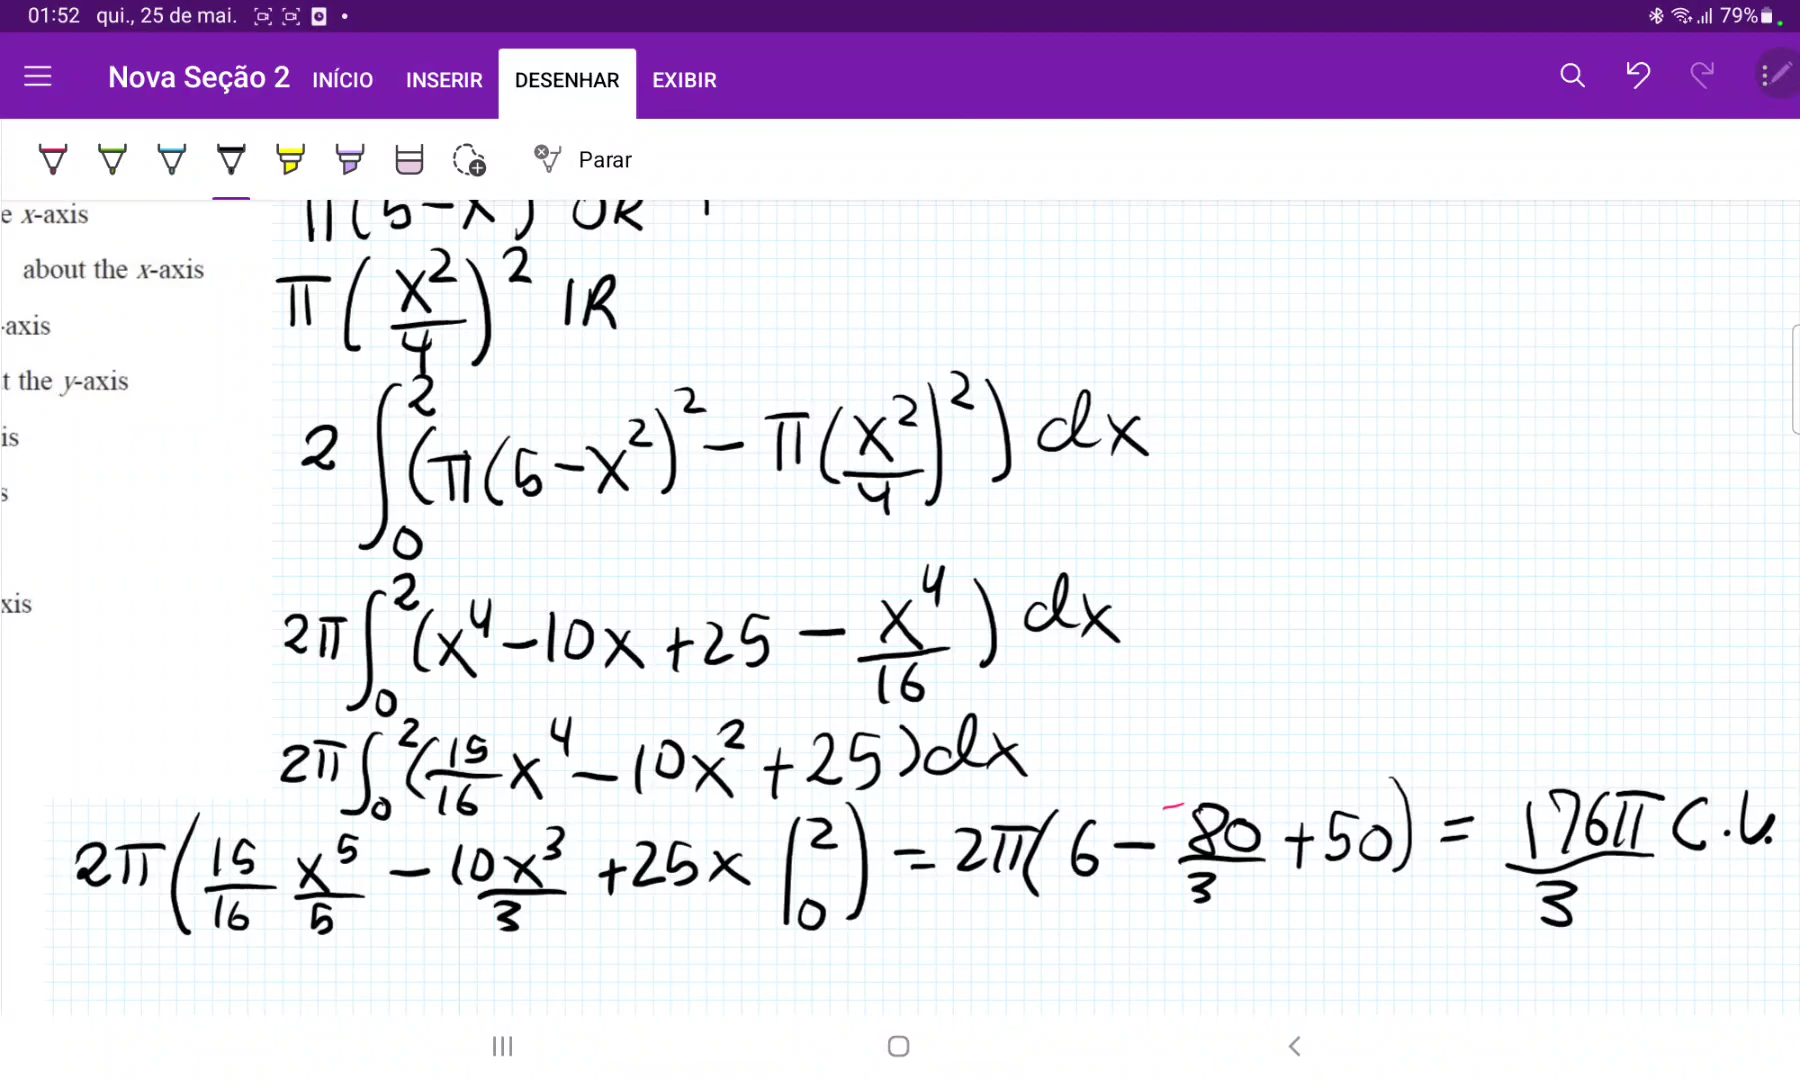 01:52 qui., 25 de mai. 79%
Nova Seção 2 INÍCIO INSERIR DESENHAR EXIBIR
Parar
e x-axis
about the x-axis
-axis
t the y-axis
is
s
xis
π(5-x ) OR
π(x²/4)² IR
2 ∫₀² (π(5-x²)² - π(x²/4)²) dx
2π ∫₀² (x⁴ - 10x + 25 - x⁴/16) dx
2π ∫₀² (15/16 x⁴ - 10x² + 25) dx
2π(15/16 x⁵/5 - 10x³/3 + 25x |₀²) = 2π(6 - 80/3 + 50) = 176π/3 C.U.